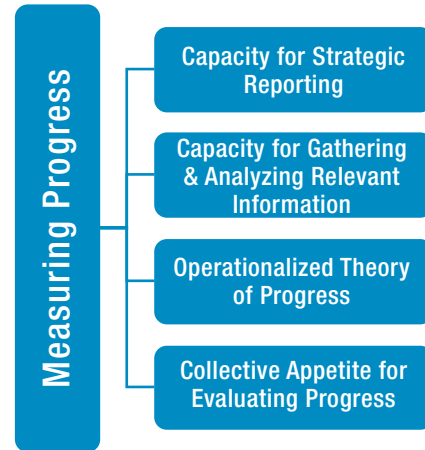 Measuring Progress
Capacity for Strategic
Reporting
Capacity for Gathering
& Analyzing Relevant
Information
Operationalized Theory
of Progress
Collective Appetite for
Evaluating Progress